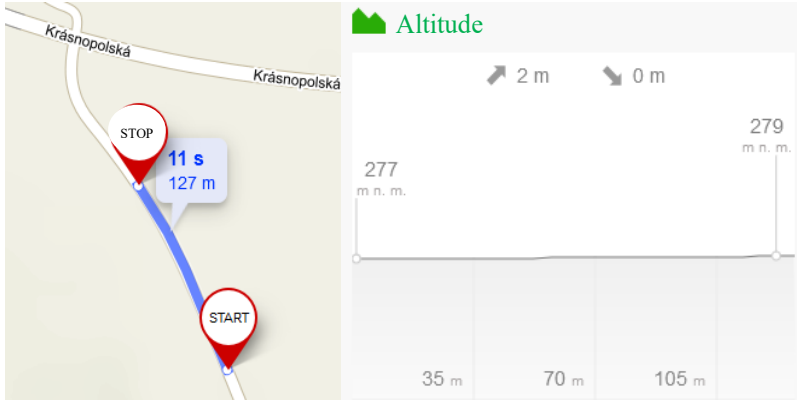 Krásnopolská
Krásnopolská
STOP
11 s
127 m
START
Altitude
2 m
0 m
277
m n. m.
279
m n. m.
35 m
70 m
105 m